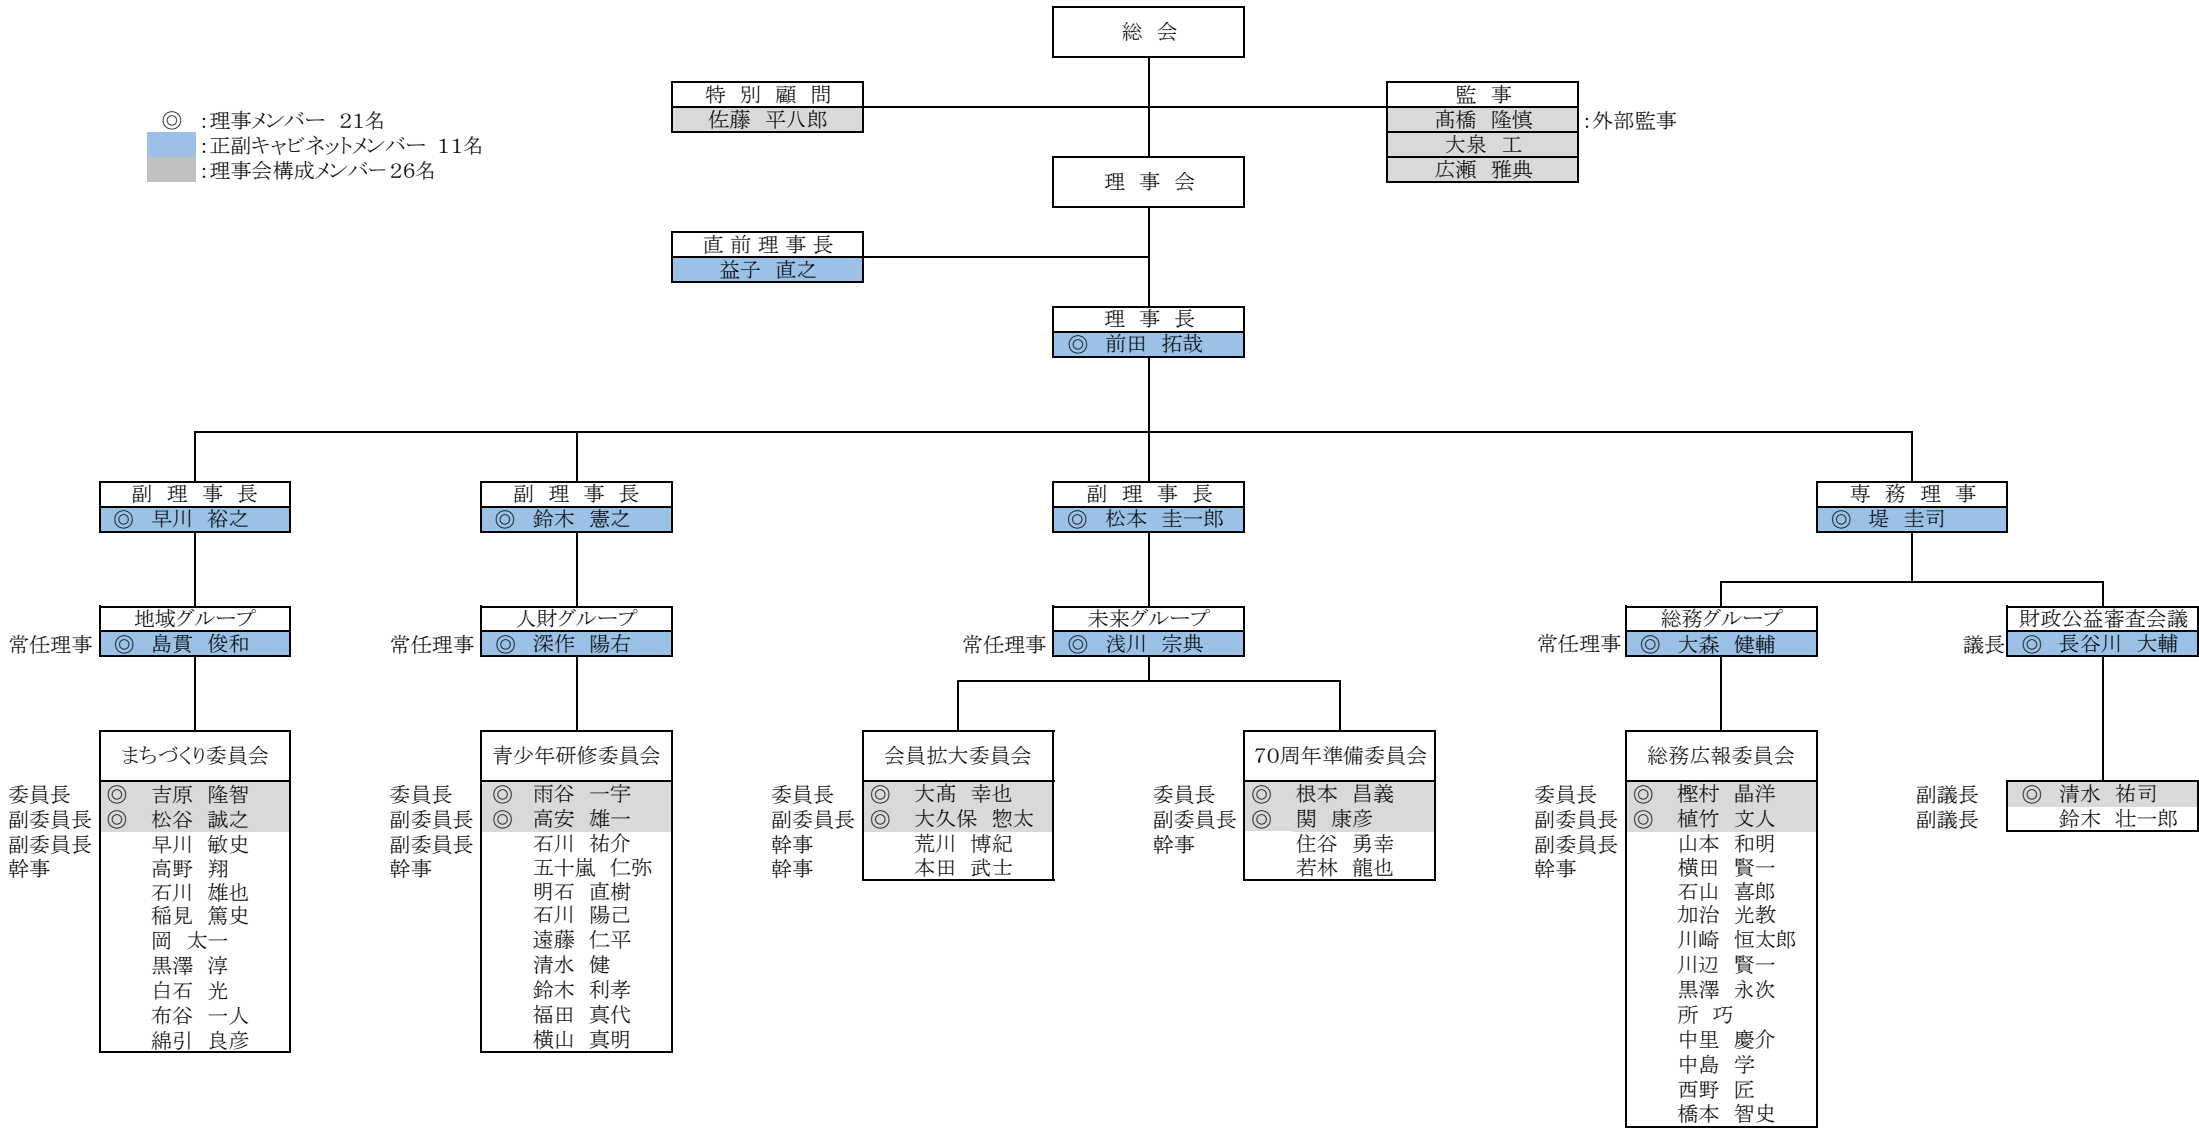 総 会
特 別 顧 問
佐藤 平八郎
監 事
髙橋 隆慎 :外部監事
大泉 工
広瀬 雅典
◎ :理事メンバー 21名
:正副キャビネットメンバー 11名
:理事会構成メンバー26名
理 事 会
直 前 理 事 長
益子 直之
理 事 長
◎ 前田 拓哉
副 理 事 長
◎ 早川 裕之
副 理 事 長
◎ 鈴木 憲之
副 理 事 長
◎ 松本 圭一郎
専 務 理 事
◎ 堤 圭司
地域グループ
常任理事 ◎ 島貫 俊和
人財グループ
常任理事 ◎ 深作 陽右
未来グループ
常任理事 ◎ 浅川 宗典
総務グループ
常任理事 ◎ 大森 健輔
財政公益審査会議
議長 ◎ 長谷川 大輔
まちづくり委員会
委員長 ◎ 吉原 隆智
副委員長 ◎ 松谷 誠之
副委員長 早川 敏史
幹事 高野 翔
石川 雄也
稲見 篤史
岡 太一
黒澤 淳
白石 光
布谷 一人
綿引 良彦
青少年研修委員会
委員長 ◎ 雨谷 一宇
副委員長 ◎ 高安 雄一
副委員長 石川 祐介
幹事 五十嵐 仁弥
明石 直樹
石川 陽己
遠藤 仁平
清水 健
鈴木 利孝
福田 真代
横山 真明
会員拡大委員会
委員長 ◎ 大髙 幸也
副委員長 ◎ 大久保 惣太
幹事 荒川 博紀
幹事 本田 武士
70周年準備委員会
委員長 ◎ 根本 昌義
副委員長 ◎ 関 康彦
幹事 住谷 勇幸
若林 龍也
総務広報委員会
委員長 ◎ 樫村 晶洋
副委員長 ◎ 植竹 文人
副委員長 山本 和明
幹事 横田 賢一
石山 喜郎
加治 光教
川崎 恒太郎
川辺 賢一
黒澤 永次
所 巧
中里 慶介
中島 学
西野 匠
橋本 智史
副議長 ◎ 清水 祐司
副議長 鈴木 壮一郎